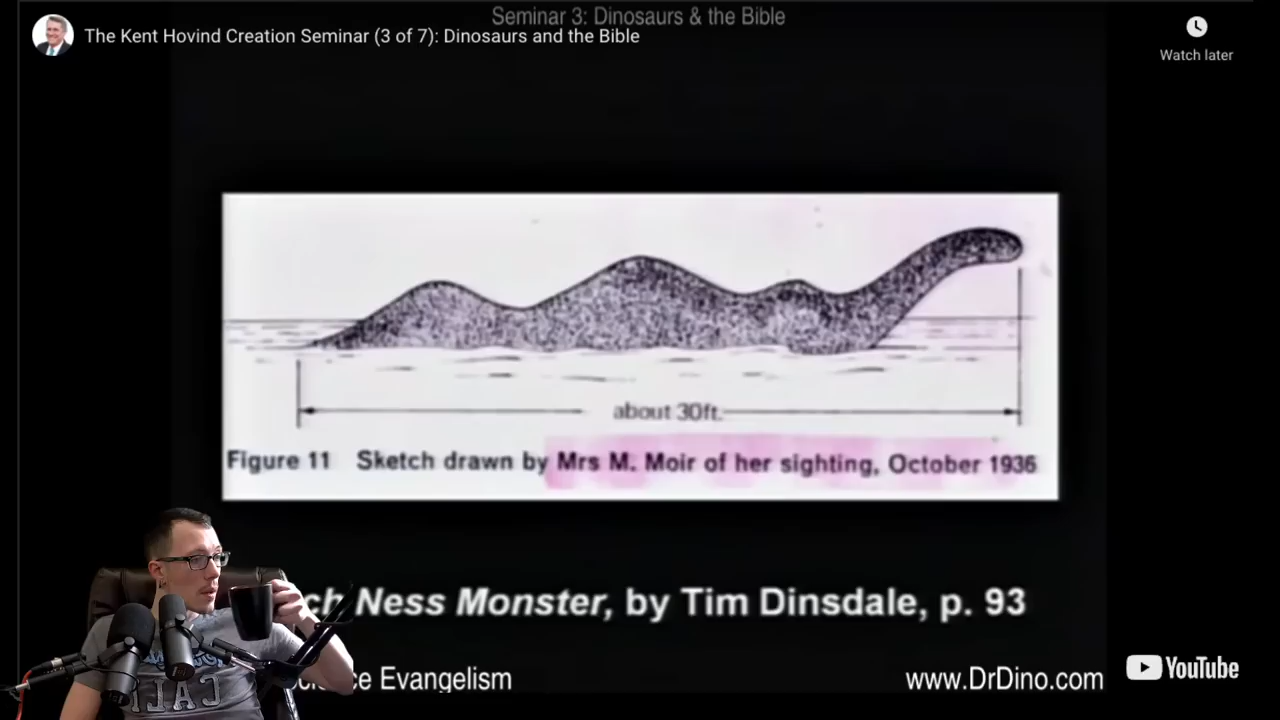 Seminar 3: Dinosaurs & the Bible
The Kent Hovind Creation Seminar (3 of 7): Dinosaurs and the Bible
Watch later
about 30ft.
Figure 11 Sketch drawn by Mrs M. Moir of her sighting, October 1936
ch Ness Monster, by Tim Dinsdale, p. 93
ce Evangelism
www.DrDino.com
YouTube